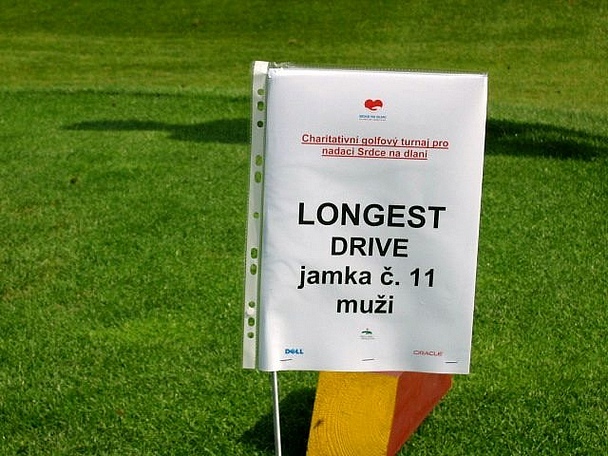 Charitativní golfový turnaj pro
nadaci Srdce na dlani
LONGEST
DRIVE
jamka č. 11
muži
DELL
ORACLE